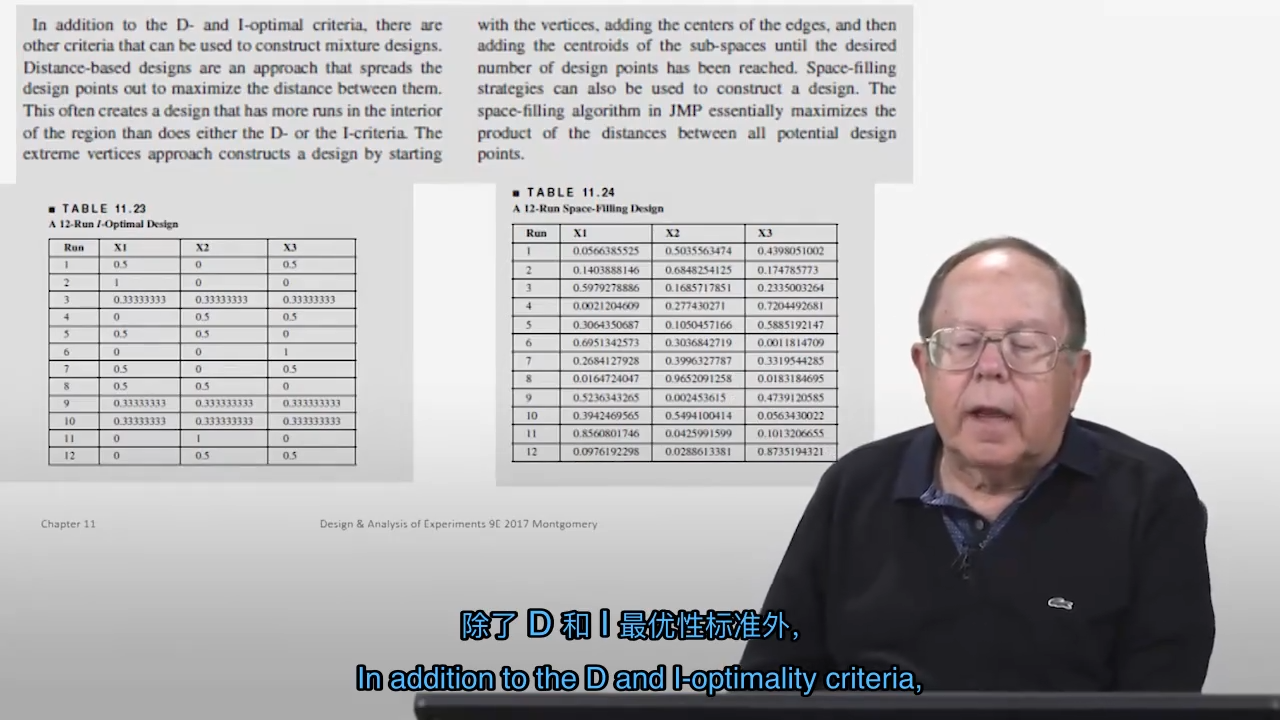 In addition to the D- and I-optimal criteria, there are
other criteria that can be used to construct mixture designs.
Distance-based designs are an approach that spreads the
design points out to maximize the distance between them.
This often creates a design that has more runs in the interior
of the region than does either the D- or the I-criteria. The
extreme vertices approach constructs a design by starting
with the vertices, adding the centers of the edges, and then
adding the centroids of the sub-spaces until the desired
number of design points has been reached. Space-filling
strategies can also be used to construct a design. The
space-filling algorithm in JMP essentially maximizes the
product of the distances between all potential design
points.
■ TABLE 11.23
A 12-Run I-Optimal Design
Run X1 X2 X3
1 0.5 0 0.5
2 1 0 0
3 0.33333333 0.33333333 0.33333333
4 0 0.5 0.5
5 0.5 0.5 0
6 0 0 1
7 0.5 0 0.5
8 0.5 0.5 0
9 0.33333333 0.333333333 0.333333333
10 0.33333333 0.333333333 0.333333333
11 0 1 0
12 0 0.5 0.5
■ TABLE 11.24
A 12-Run Space-Filling Design
Run X1 X2 X3
1 0.0566385525 0.5035563474 0.4398051002
2 0.1403888146 0.6848254125 0.174785773
3 0.5979278886 0.1685717851 0.2335003264
4 0.0021204609 0.277430271 0.7204492681
5 0.3064350687 0.1050457166 0.5885192147
6 0.6951342573 0.3036842719 0.0011814709
7 0.2684127928 0.3996327787 0.3319544285
8 0.0164724047 0.9652091258 0.0183184695
9 0.5236343265 0.002453615 0.4739120585
10 0.3942469565 0.5494100414 0.0563430022
11 0.8560801746 0.0425991599 0.1013206655
12 0.0976192298 0.0288613381 0.8735194321
Chapter 11
Design & Analysis of Experiments 9E 2017 Montgomery
除了 D 和 I 最优性标准外,
In addition to the D and I-optimality criteria,